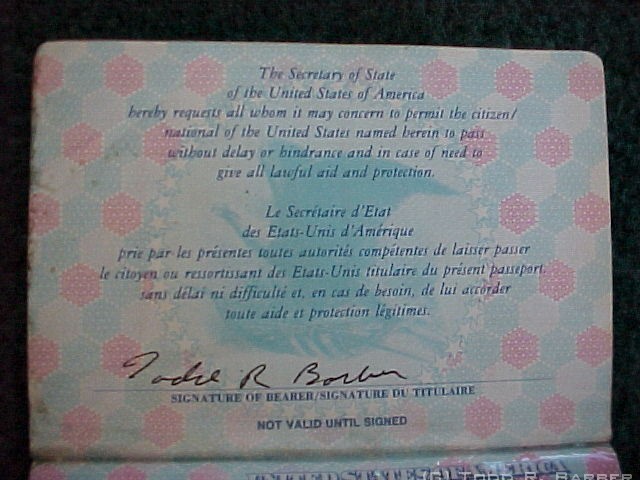 The Secretary of State
of the United States of America
hereby requests all whom it may concern to permit the citizen/
national of the United States named herein to pass
without delay or hindrance and in case of need to
give all lawful aid and protection.
Le Secrétaire d'Etat
des Etats-Unis d'Amérique
prie par les présentes toutes autorités compétentes de laisser passer
le citoyen ou ressortissant des Etats-Unis titulaire du présent passeport,
sans délai ni difficulté et, en cas de besoin, de lui accorder
toute aide et protection légitimes.
R Barber
SIGNATURE OF BEARER/SIGNATURE DU TITULAIRE
NOT VALID UNTIL SIGNED
Todd R. Barber